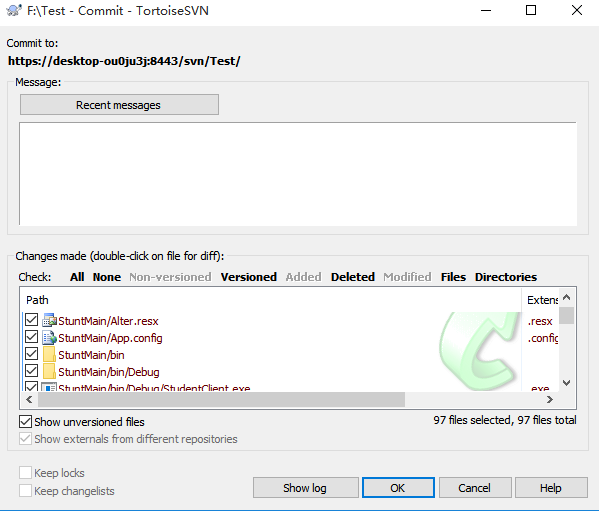 F:\Test - Commit - TortoiseSVN
Commit to:
https://desktop-ou0ju3j:8443/svn/Test/
Message:
Recent messages
Changes made (double-click on file for diff):
Check: All None Non-versioned Versioned Added Deleted Modified Files Directories
Path Extens
StuntMain/Alter.resx .resx
StuntMain/App.config .config
StuntMain/bin
StuntMain/bin/Debug
StuntMain/bin/Debug/StudentClient.exe .exe
Show unversioned files 97 files selected, 97 files total
Show externals from different repositories
Keep locks
Keep changelists
Show log OK Cancel Help